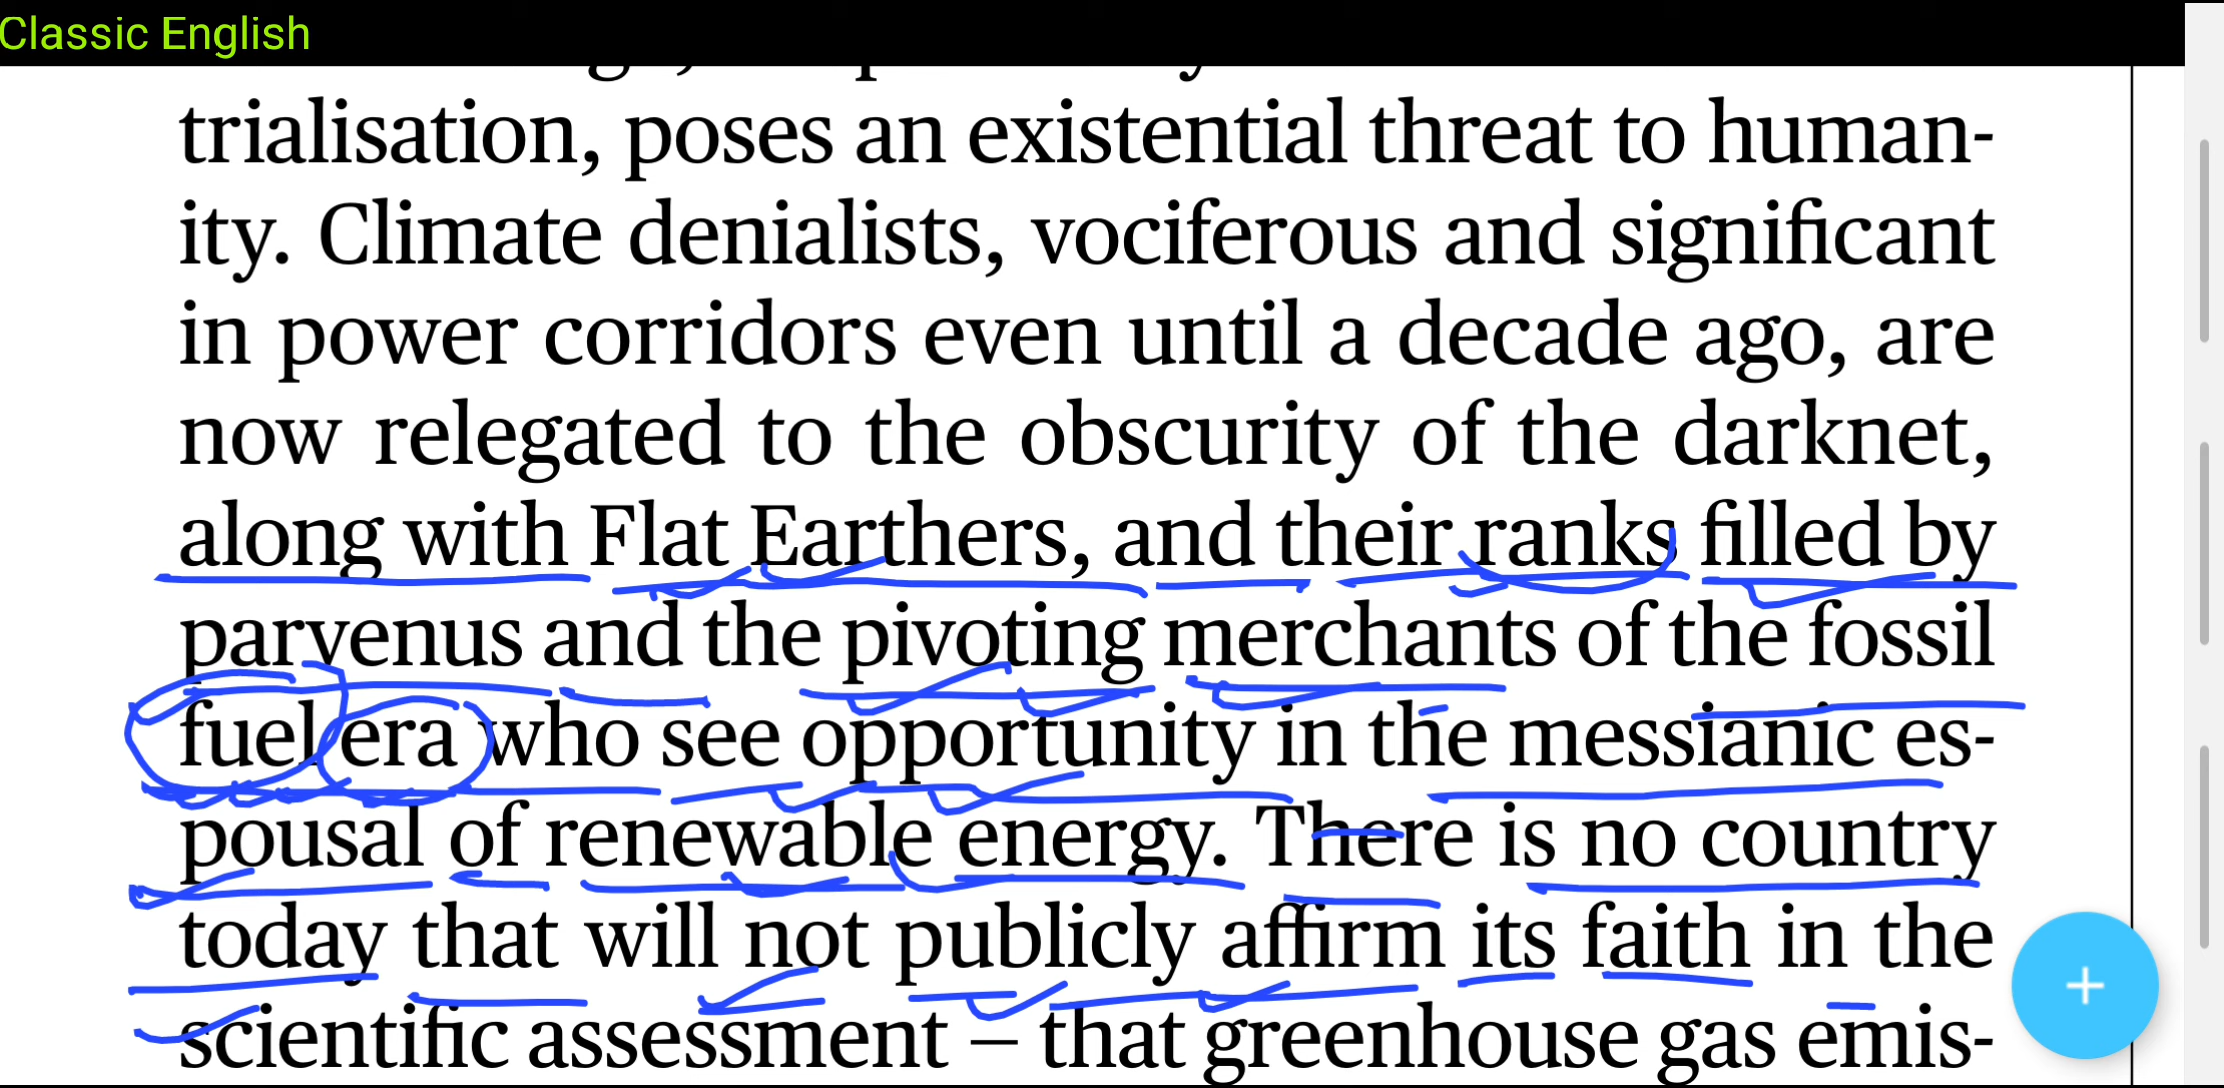 Classic English
trialisation, poses an existential threat to human-
ity. Climate denialists, vociferous and significant
in power corridors even until a decade ago, are
now relegated to the obscurity of the darknet,
along with Flat Earthers, and their ranks filled by
parvenus and the pivoting merchants of the fossil
fuel era who see opportunity in the messianic es-
pousal of renewable energy. There is no country
today that will not publicly affirm its faith in the
scientific assessment – that greenhouse gas emis-